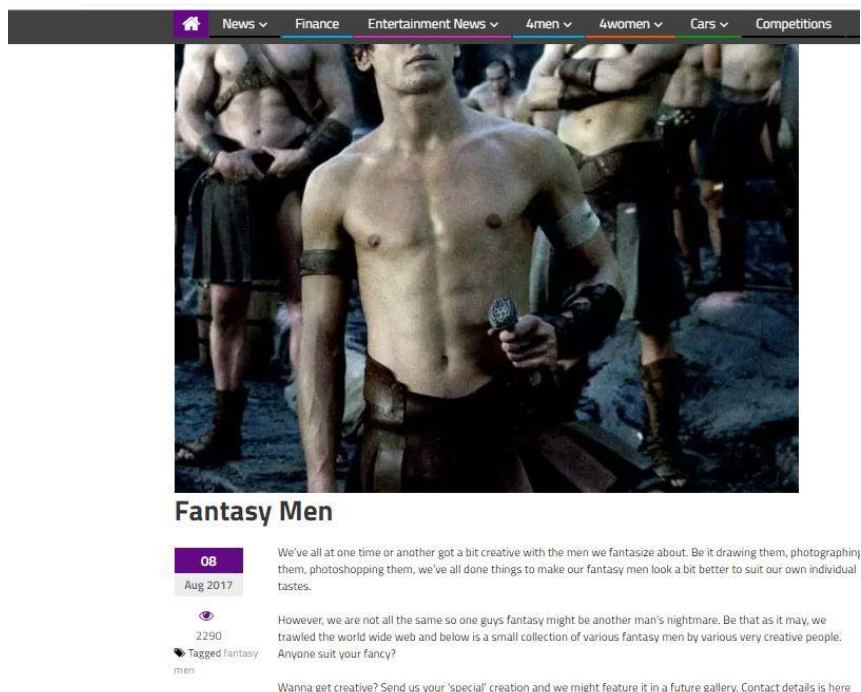 News Finance Entertainment News 4men 4women Cars Competitions
Fantasy Men
08
Aug 2017
2290
Tagged fantasy
men
We've all at one time or another got a bit creative with the men we fantasize about. Be it drawing them, photographing
them, photoshopping them, we've all done things to make our fantasy men look a bit better to suit our own individual
tastes.
However, we are not all the same so one guys fantasy might be another man's nightmare. Be that as it may, we
trawled the world wide web and below is a small collection of various fantasy men by various very creative people.
Anyone suit your fancy?
Wanna get creative? Send us your 'special' creation and we might feature it in a future gallery. Contact details is here